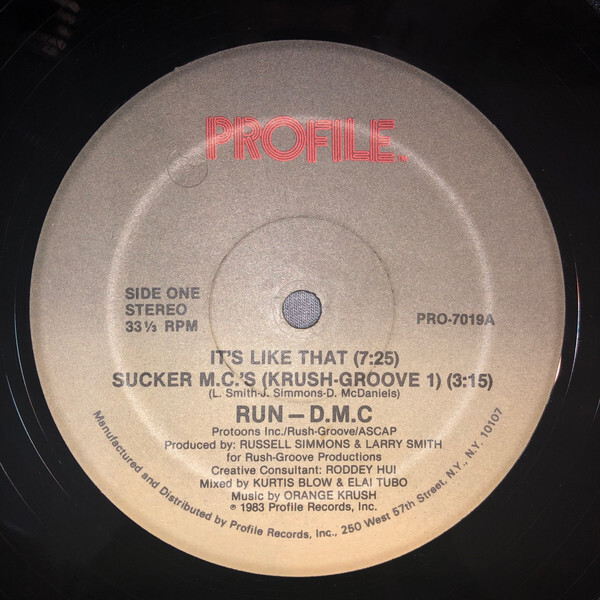 PROFILE.
SIDE ONE
STEREO
33 ⅓ RPM
PRO-7019A
IT'S LIKE THAT (7:25)
SUCKER M.C.'S (KRUSH-GROOVE 1) (3:15)
(L. Smith-J. Simmons-D. McDaniels)
RUN – D.M.C
Protoons Inc./Rush-Groove/ASCAP
Produced by: RUSSELL SIMMONS & LARRY SMITH
for Rush-Groove Productions
Creative Consultant: RODDEY HUI
Mixed by KURTIS BLOW & ELAI TUBO
Music by ORANGE KRUSH
℗ 1983 Profile Records, Inc.
Manufactured and Distributed by Profile Records, Inc., 250 West 57th Street, N.Y., N.Y. 10107